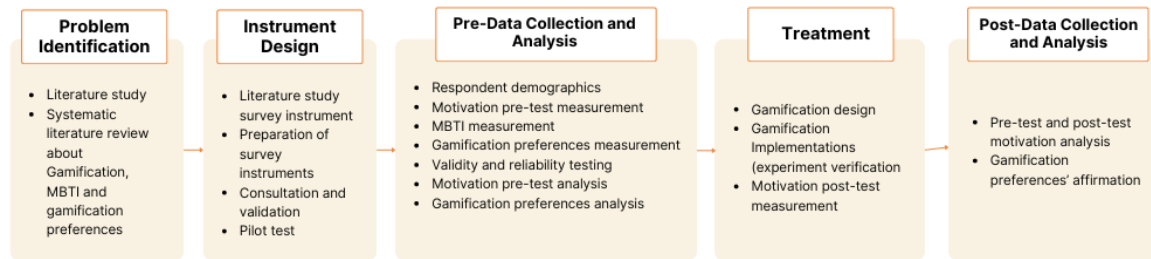 Problem
Identification
• Literature study
• Systematic
literature review
about
Gamification,
MBTI and
gamification
preferences
Instrument
Design
• Literature study
survey instrument
• Preparation of
survey
instruments
• Consultation and
validation
• Pilot test
Pre-Data Collection and
Analysis
• Respondent demographics
• Motivation pre-test measurement
• MBTI measurement
• Gamification preferences measurement
• Validity and reliability testing
• Motivation pre-test analysis
• Gamification preferences analysis
Treatment
• Gamification design
• Gamification
Implementations
(experiment verification
• Motivation post-test
measurement
Post-Data Collection
and Analysis
• Pre-test and post-test
motivation analysis
• Gamification
preferences’ affirmation